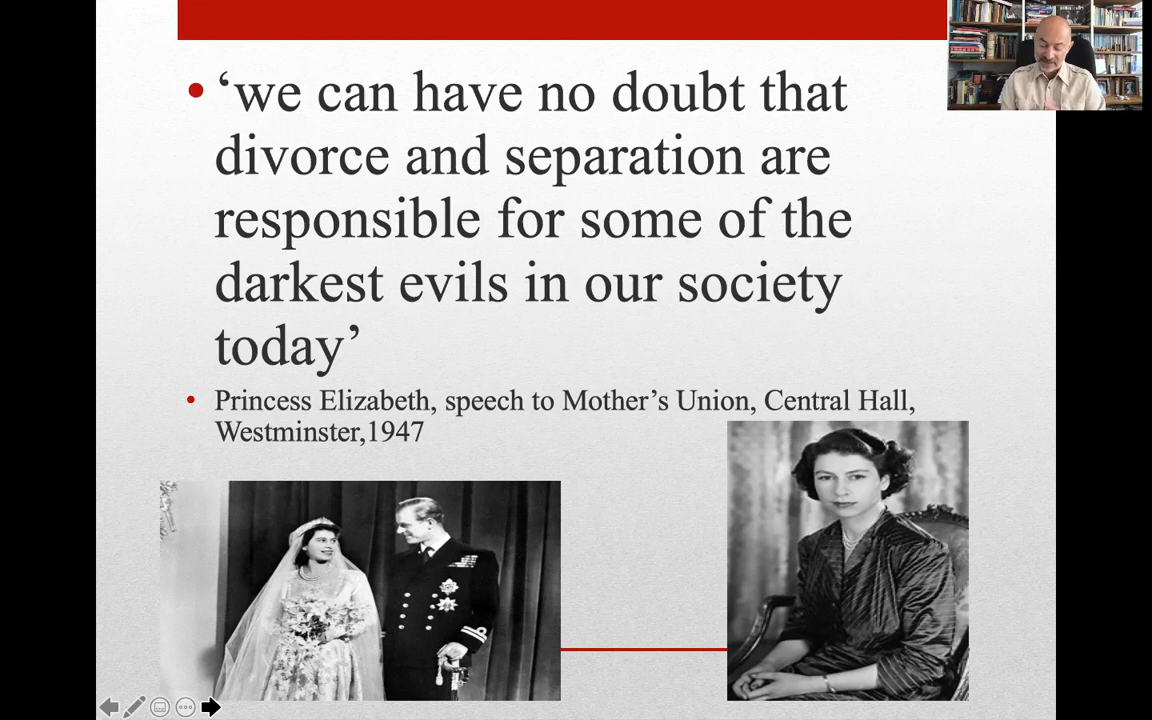 ‘we can have no doubt that
divorce and separation are
responsible for some of the
darkest evils in our society
today’
Princess Elizabeth, speech to Mother’s Union, Central Hall,
Westminster,1947